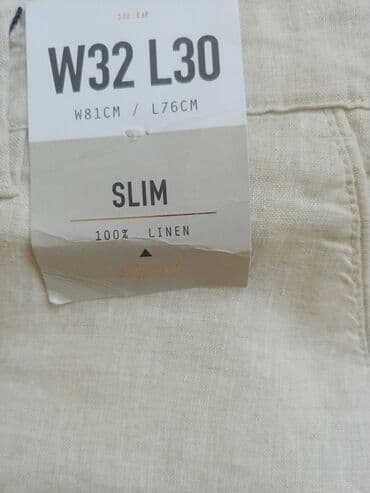 W32 L30
W81CM / L76CM
SLIM
100% LINEN